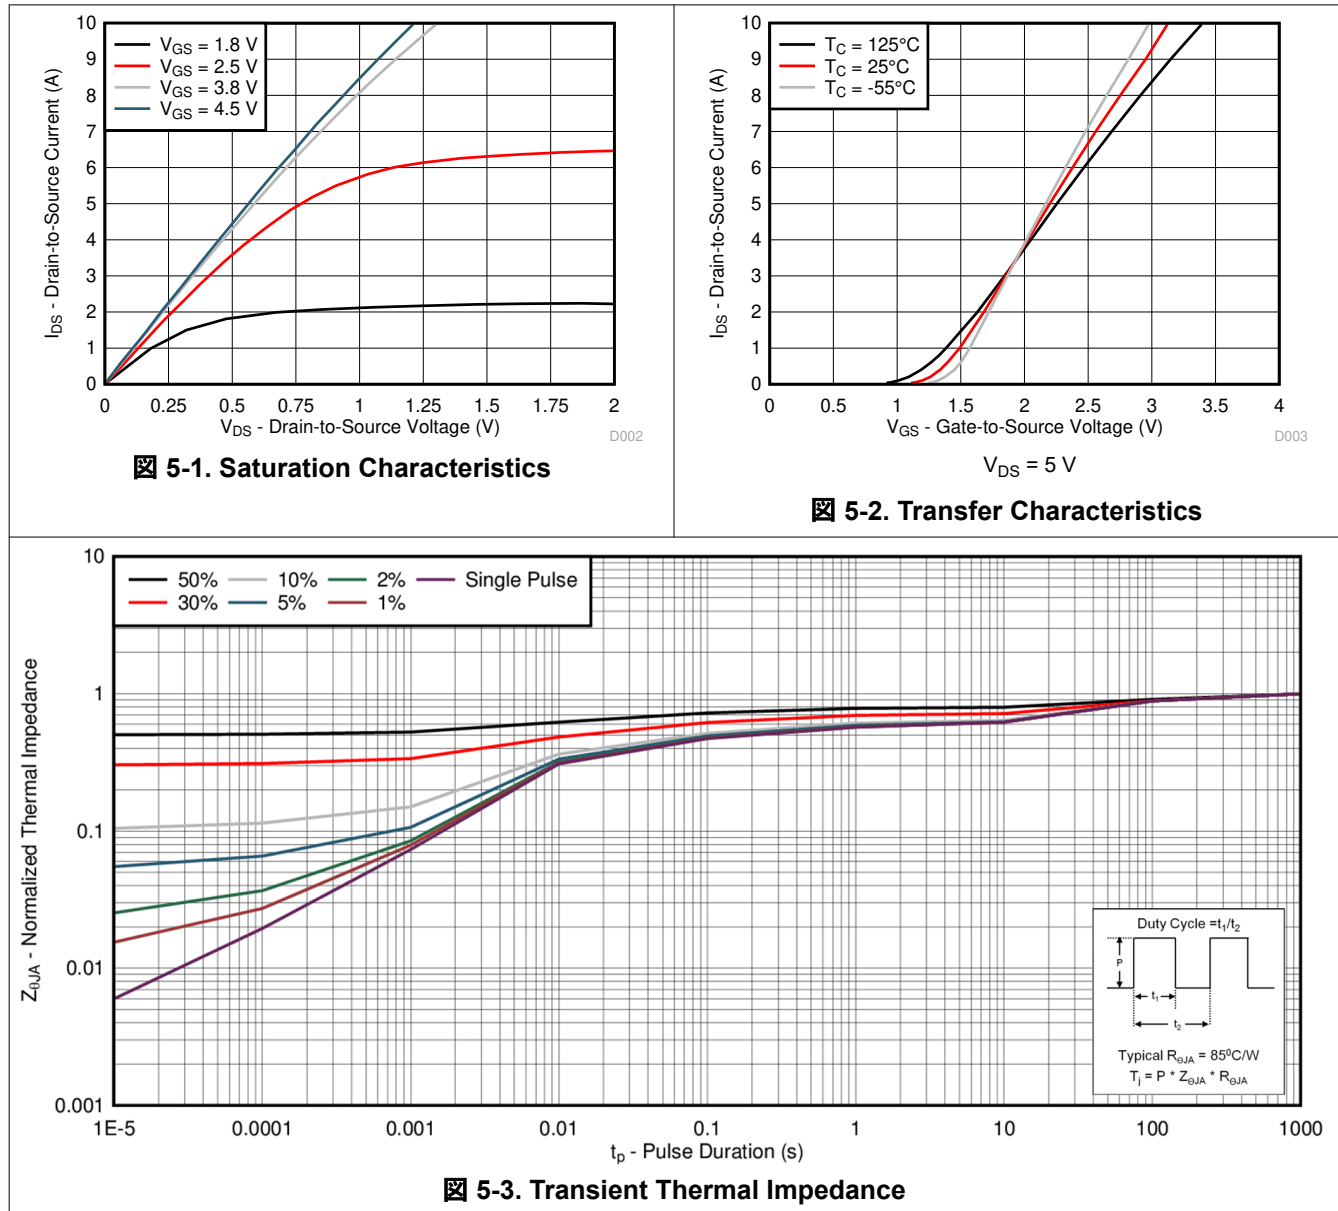 10
9
8
7
6
5
4
3
2
1
0
I_DS - Drain-to-Source Current (A)
V_GS = 1.8 V
V_GS = 2.5 V
V_GS = 3.8 V
V_GS = 4.5 V
0 0.25 0.5 0.75 1 1.25 1.5 1.75 2
V_DS - Drain-to-Source Voltage (V)
D002
図 5-1. Saturation Characteristics
10
9
8
7
6
5
4
3
2
1
0
I_DS - Drain-to-Source Current (A)
T_C = 125°C
T_C = 25°C
T_C = -55°C
0 0.5 1 1.5 2 2.5 3 3.5 4
V_GS - Gate-to-Source Voltage (V)
D003
V_DS = 5 V
図 5-2. Transfer Characteristics
10
1
0.1
0.01
0.001
Z_θJA - Normalized Thermal Impedance
50% 10% 2% Single Pulse
30% 5% 1%
Duty Cycle =t₁/t₂
P
t₁
t₂
Typical R_θJA = 85⁰C/W
T_j = P * Z_θJA * R_θJA
1E-5 0.0001 0.001 0.01 0.1 1 10 100 1000
t_p - Pulse Duration (s)
図 5-3. Transient Thermal Impedance